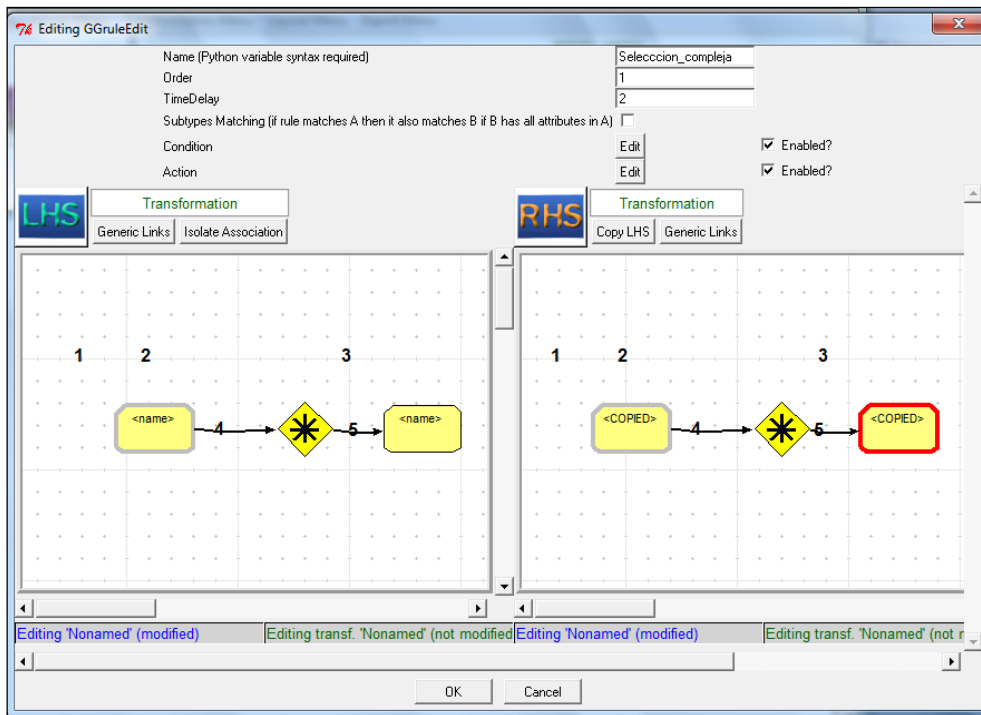 Editing GGruleEdit
Name (Python variable syntax required)
Selecccion_compleja
Order
1
TimeDelay
2
Subtypes Matching (if rule matches A then it also matches B if B has all attributes in A)
Condition
Edit
Enabled?
Action
Edit
Enabled?
LHS
Transformation
Generic Links
Isolate Association
RHS
Transformation
Copy LHS
Generic Links
1
2
3
<name>
4
5
<name>
1
2
3
<COPIED>
4
5
<COPIED>
Editing 'Nonamed' (modified)
Editing transf. 'Nonamed' (not modified
Editing 'Nonamed' (modified)
Editing transf. 'Nonamed' (not
OK
Cancel